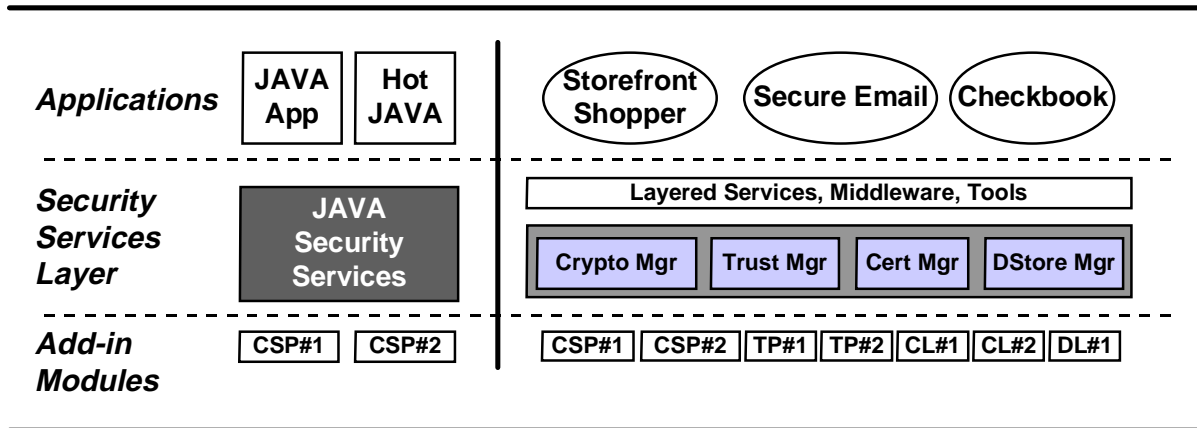 Applications
JAVA
App
Hot
JAVA
Storefront
Shopper
Secure Email
Checkbook
Security
Services
Layer
JAVA
Security
Services
Layered Services, Middleware, Tools
Crypto Mgr
Trust Mgr
Cert Mgr
DStore Mgr
Add-in
Modules
CSP#1
CSP#2
CSP#1
CSP#2
TP#1
TP#2
CL#1
CL#2
DL#1